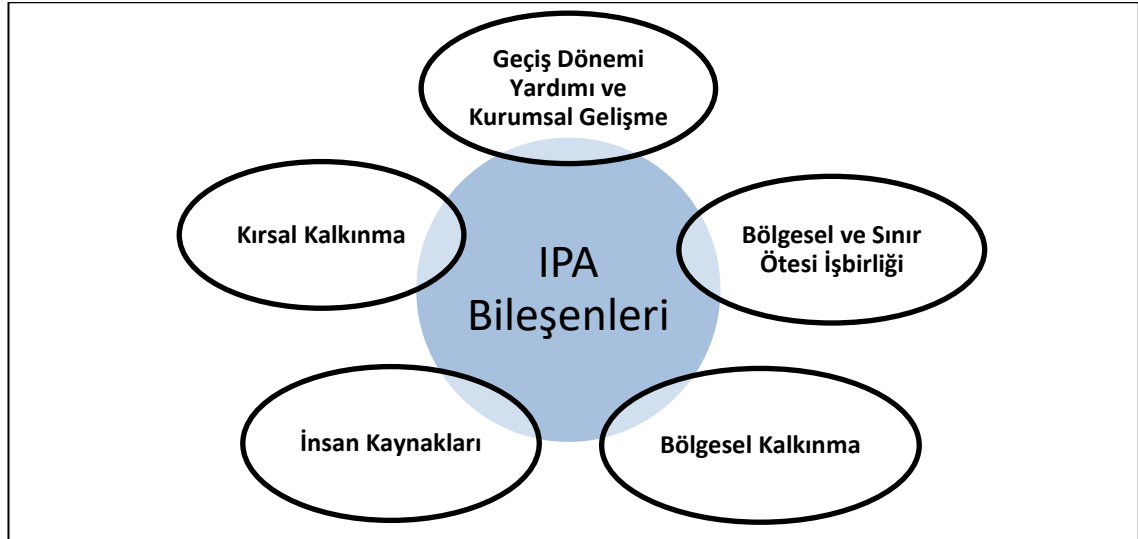 Geçiş Dönemi
Yardımı ve
Kurumsal Gelişme
Kırsal Kalkınma
Bölgesel ve Sınır
Ötesi İşbirliği
IPA
Bileşenleri
İnsan Kaynakları
Bölgesel Kalkınma